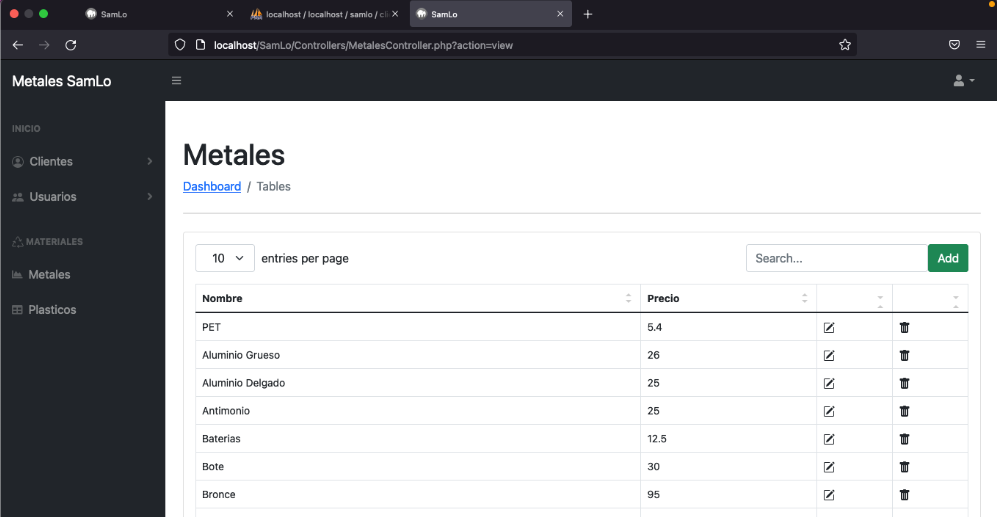 SamLo
localhost / localhost / samlo / cli
SamLo
localhost/SamLo/Controllers/MetalesController.php?action=view
Metales SamLo
INICIO
Clientes
Usuarios
MATERIALES
Metales
Plasticos
Metales
Dashboard / Tables
10 entries per page
Search...
Add
Nombre Precio
PET 5.4
Aluminio Grueso 26
Aluminio Delgado 25
Antimonio 25
Baterias 12.5
Bote 30
Bronce 95